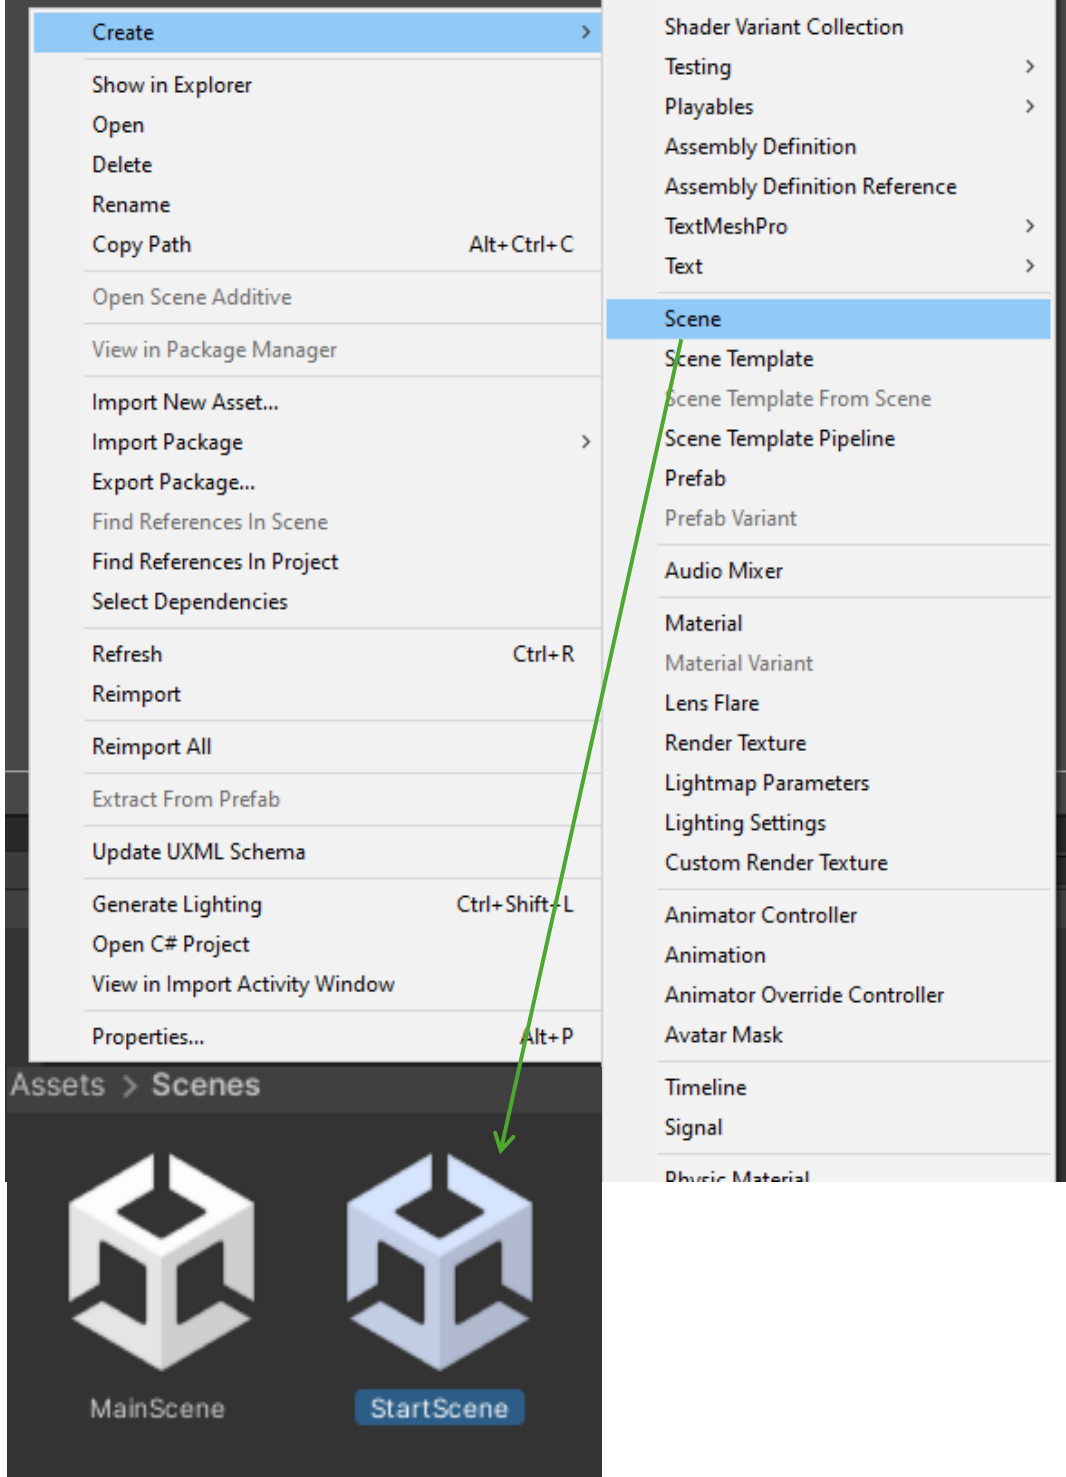 Create
Show in Explorer
Open
Delete
Rename
Copy Path Alt+Ctrl+C
Open Scene Additive
View in Package Manager
Import New Asset...
Import Package
Export Package...
Find References In Scene
Find References In Project
Select Dependencies
Refresh Ctrl+R
Reimport
Reimport All
Extract From Prefab
Update UXML Schema
Generate Lighting Ctrl+Shift+L
Open C# Project
View in Import Activity Window
Properties... Alt+P
Shader Variant Collection
Testing
Playables
Assembly Definition
Assembly Definition Reference
TextMeshPro
Text
Scene
Scene Template
Scene Template From Scene
Scene Template Pipeline
Prefab
Prefab Variant
Audio Mixer
Material
Material Variant
Lens Flare
Render Texture
Lightmap Parameters
Lighting Settings
Custom Render Texture
Animator Controller
Animation
Animator Override Controller
Avatar Mask
Timeline
Signal
Physic Material
Assets > Scenes
MainScene
StartScene